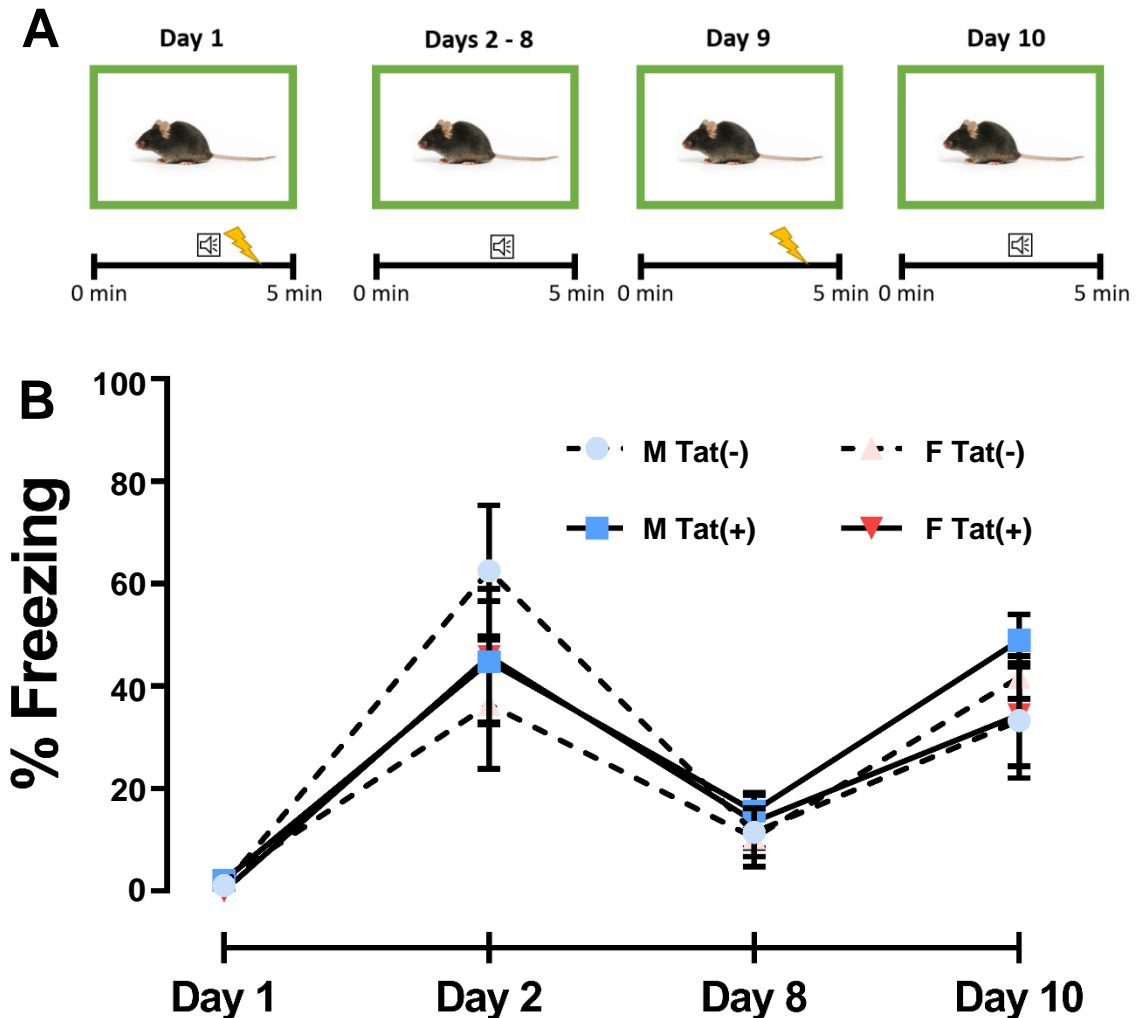 A
Day 1
Days 2 - 8
Day 9
Day 10
0 min 5 min 0 min 5 min 0 min 5 min 0 min 5 min
B
% Freezing
100
80
60
40
20
0
M Tat(-) F Tat(-)
M Tat(+) F Tat(+)
Day 1 Day 2 Day 8 Day 10